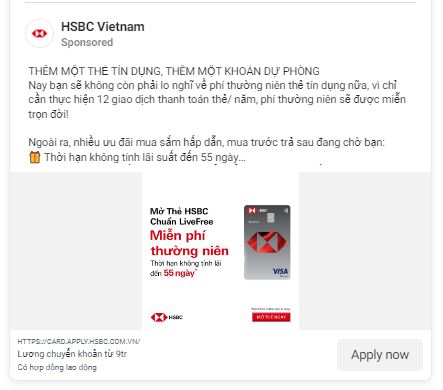 HSBC Vietnam
Sponsored
THÊM MỘT THẺ TÍN DỤNG, THÊM MỘT KHOẢN DỰ PHÒNG
Nay bạn sẽ không còn phải lo nghĩ về phí thường niên thẻ tín dụng nữa, vì chỉ
cần thực hiện 12 giao dịch thanh toán thẻ/ năm, phí thường niên sẽ được miễn
trọn đời!
Ngoài ra, nhiều ưu đãi mua sắm hấp dẫn, mua trước trả sau đang chờ bạn:
🎁 Thời hạn không tính lãi suất đến 55 ngày...
Mở Thẻ HSBC
Chuẩn LiveFree
Miễn phí
thường niên
Thời hạn không tính lãi
đến 55 ngày*
HSBC
VISA
HSBC
MỞ THẺ NGAY
HTTPS://CARD.APPLY.HSBC.COM.VN/
Lương chuyển khoản từ 9tr
Có hợp đồng lao động
Apply now